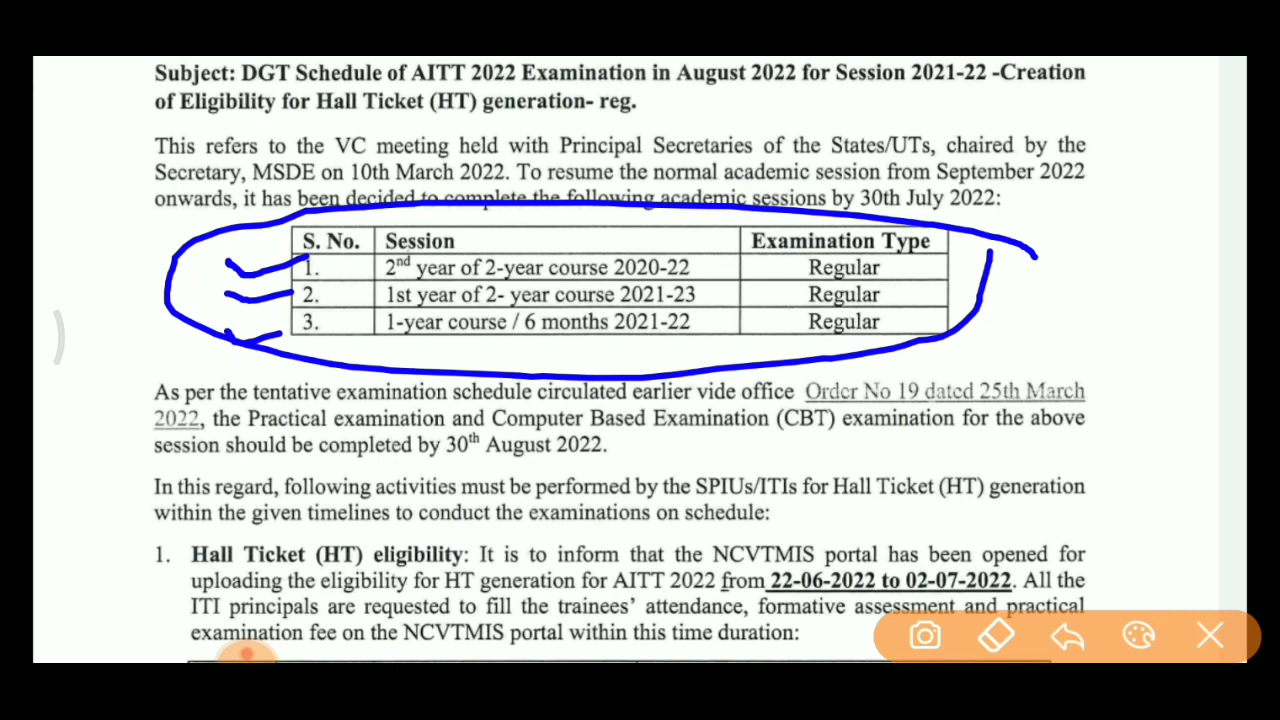 Subject: DGT Schedule of AITT 2022 Examination in August 2022 for Session 2021-22 -Creation
of Eligibility for Hall Ticket (HT) generation- reg.
This refers to the VC meeting held with Principal Secretaries of the States/UTs, chaired by the
Secretary, MSDE on 10th March 2022. To resume the normal academic session from September 2022
onwards, it has been decided to complete the following academic sessions by 30th July 2022:
S. No. Session Examination Type
1. 2nd year of 2-year course 2020-22 Regular
2. 1st year of 2- year course 2021-23 Regular
3. 1-year course / 6 months 2021-22 Regular
As per the tentative examination schedule circulated earlier vide office Order No 19 dated 25th March
2022, the Practical examination and Computer Based Examination (CBT) examination for the above
session should be completed by 30th August 2022.
In this regard, following activities must be performed by the SPIUs/ITIs for Hall Ticket (HT) generation
within the given timelines to conduct the examinations on schedule:
1. Hall Ticket (HT) eligibility: It is to inform that the NCVTMIS portal has been opened for
uploading the eligibility for HT generation for AITT 2022 from 22-06-2022 to 02-07-2022. All the
ITI principals are requested to fill the trainees' attendance, formative assessment and practical
examination fee on the NCVTMIS portal within this time duration: